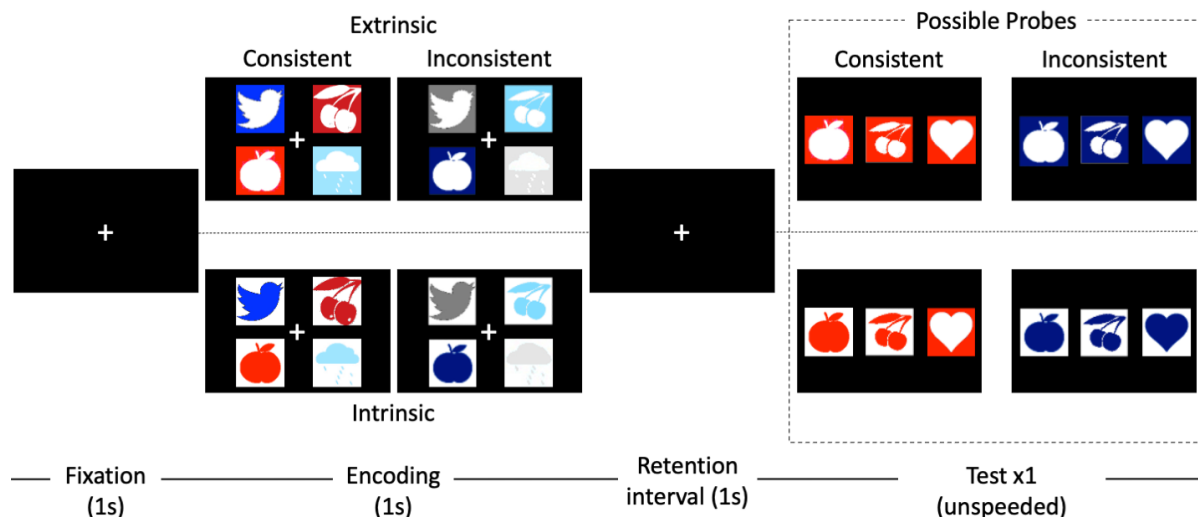 Extrinsic
Consistent
Inconsistent
Possible Probes
Consistent
Inconsistent
Intrinsic
Fixation
(1s)
Encoding
(1s)
Retention
interval (1s)
Test x1
(unspeeded)